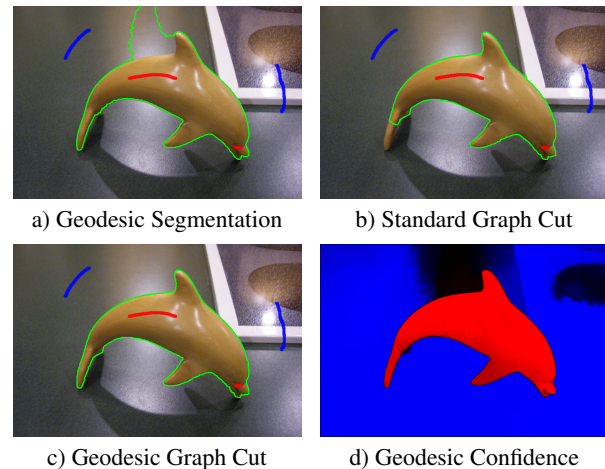 a) Geodesic Segmentation
b) Standard Graph Cut
c) Geodesic Graph Cut
d) Geodesic Confidence